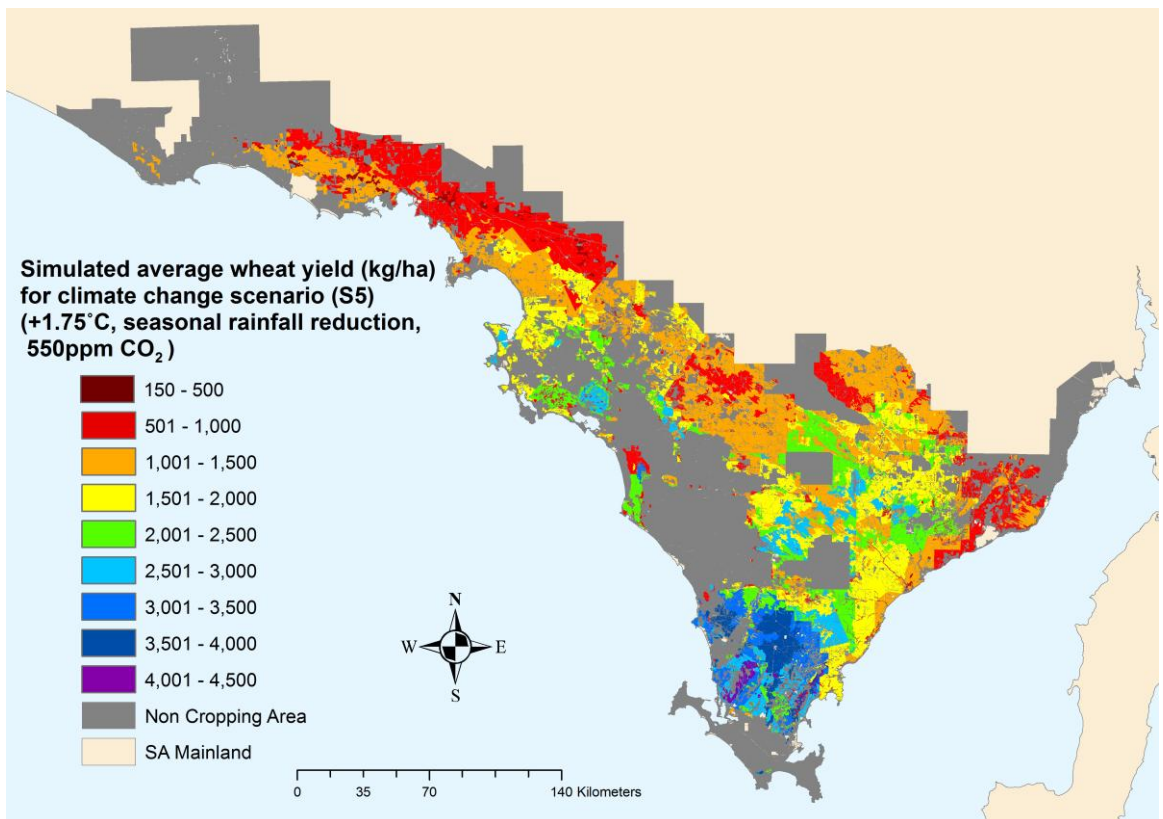 Simulated average wheat yield (kg/ha)
for climate change scenario (S5)
(+1.75°C, seasonal rainfall reduction,
550ppm CO₂ )
150 - 500
501 - 1,000
1,001 - 1,500
1,501 - 2,000
2,001 - 2,500
2,501 - 3,000
3,001 - 3,500
3,501 - 4,000
4,001 - 4,500
Non Cropping Area
SA Mainland
N
W E
S
0 35 70 140 Kilometers